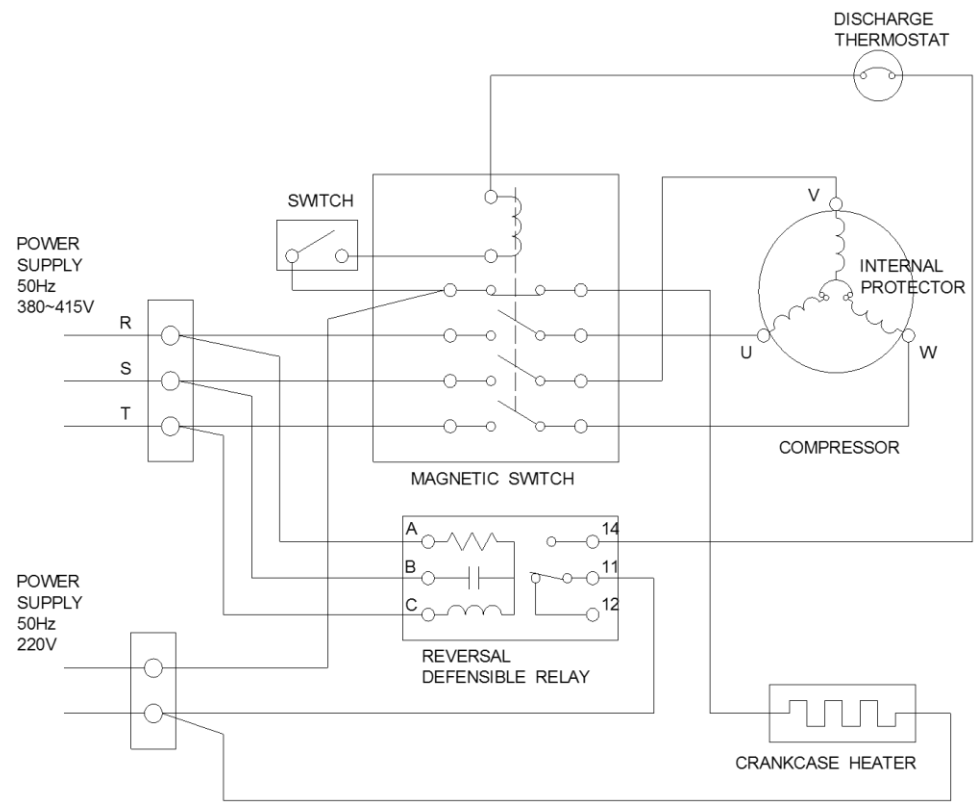 DISCHARGE
THERMOSTAT
SWITCH
V
POWER
SUPPLY
50Hz
380~415V
INTERNAL
PROTECTOR
R
S
T
U
W
COMPRESSOR
MAGNETIC SWITCH
A
14
B
11
C
12
POWER
SUPPLY
50Hz
220V
REVERSAL
DEFENSIBLE RELAY
CRANKCASE HEATER